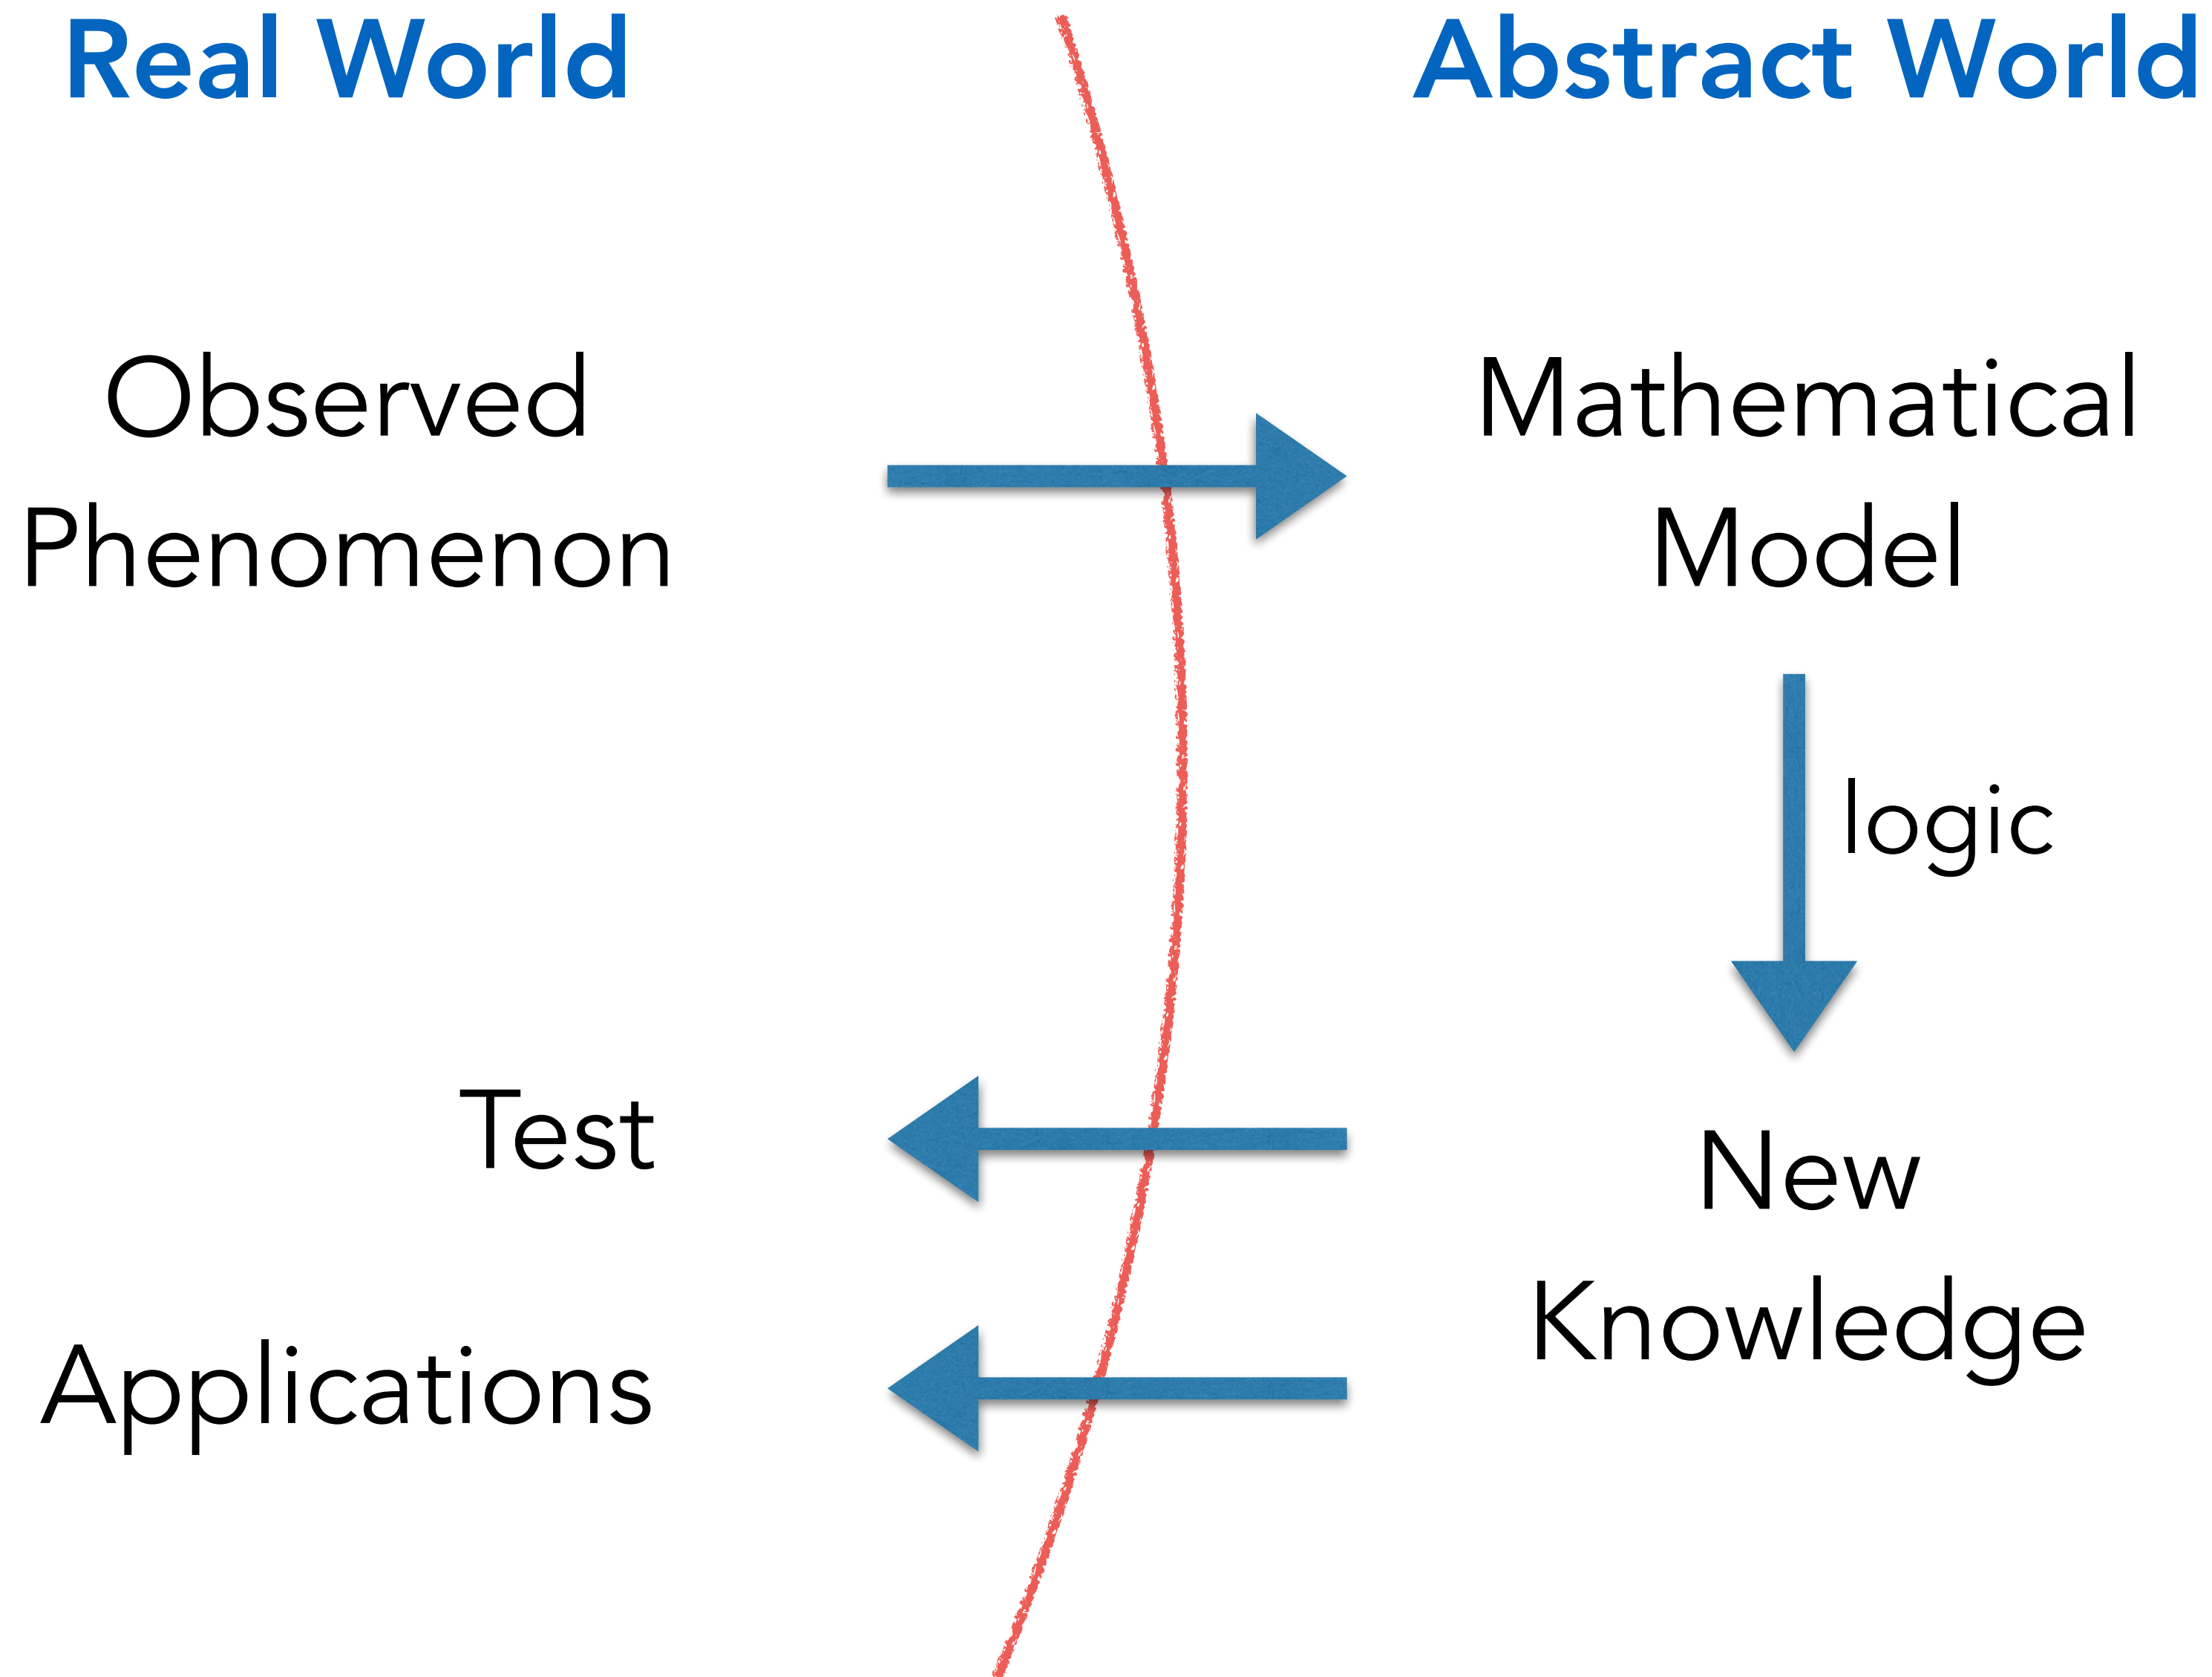 Real World
Abstract World
Observed
Phenomenon
Mathematical
Model
logic
Test
Applications
New
Knowledge